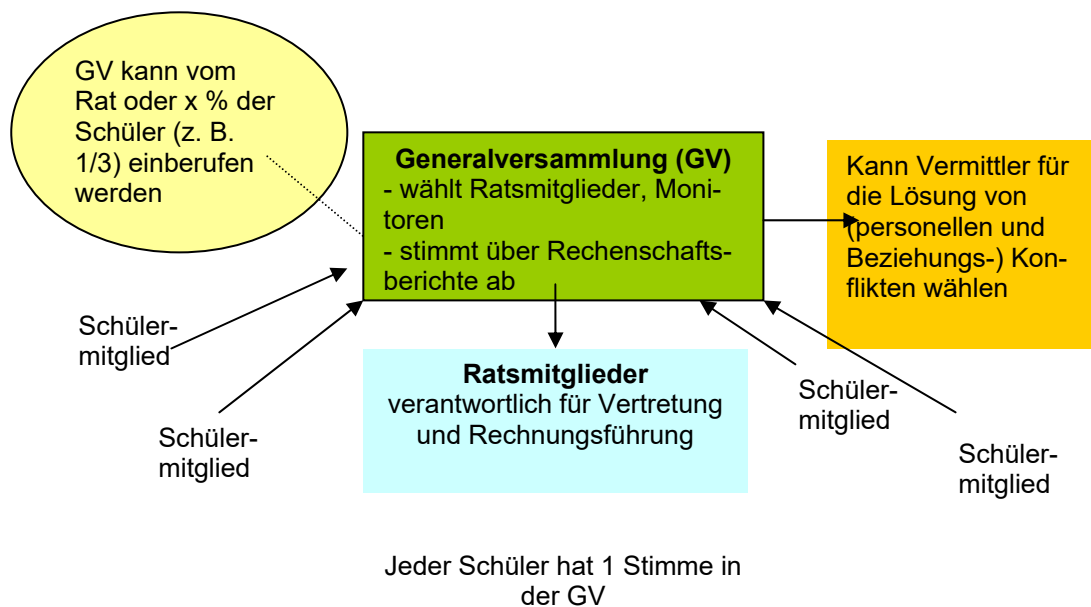 GV kann vom
Rat oder x % der
Schüler (z. B.
1/3) einberufen
werden
Generalversammlung (GV)
- wählt Ratsmitglieder, Moni-
toren
- stimmt über Rechenschafts-
berichte ab
Kann Vermittler für
die Lösung von
(personellen und
Beziehungs-) Kon-
flikten wählen
Schüler-
mitglied
Schüler-
mitglied
Ratsmitglieder
verantwortlich für Vertretung
und Rechnungsführung
Schüler-
mitglied
Schüler-
mitglied
Jeder Schüler hat 1 Stimme in
der GV